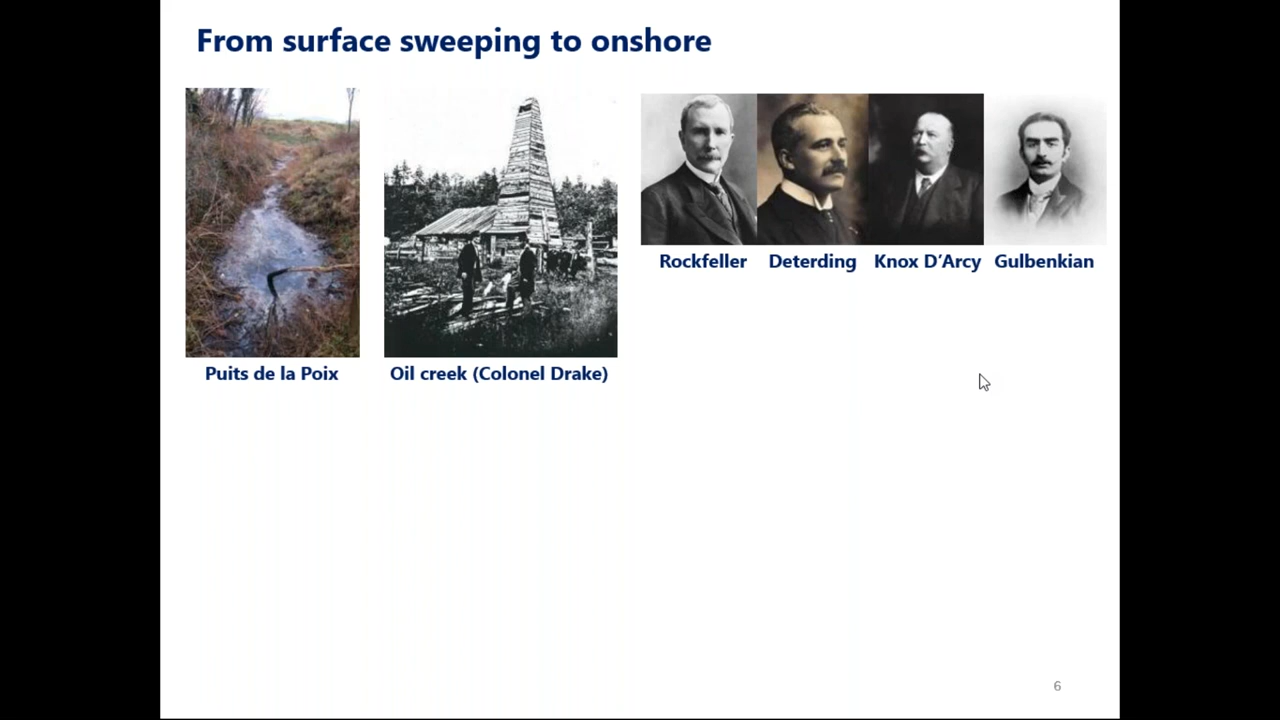 From surface sweeping to onshore
Rockfeller Deterding Knox D'Arcy Gulbenkian
Puits de la Poix Oil creek (Colonel Drake)
6